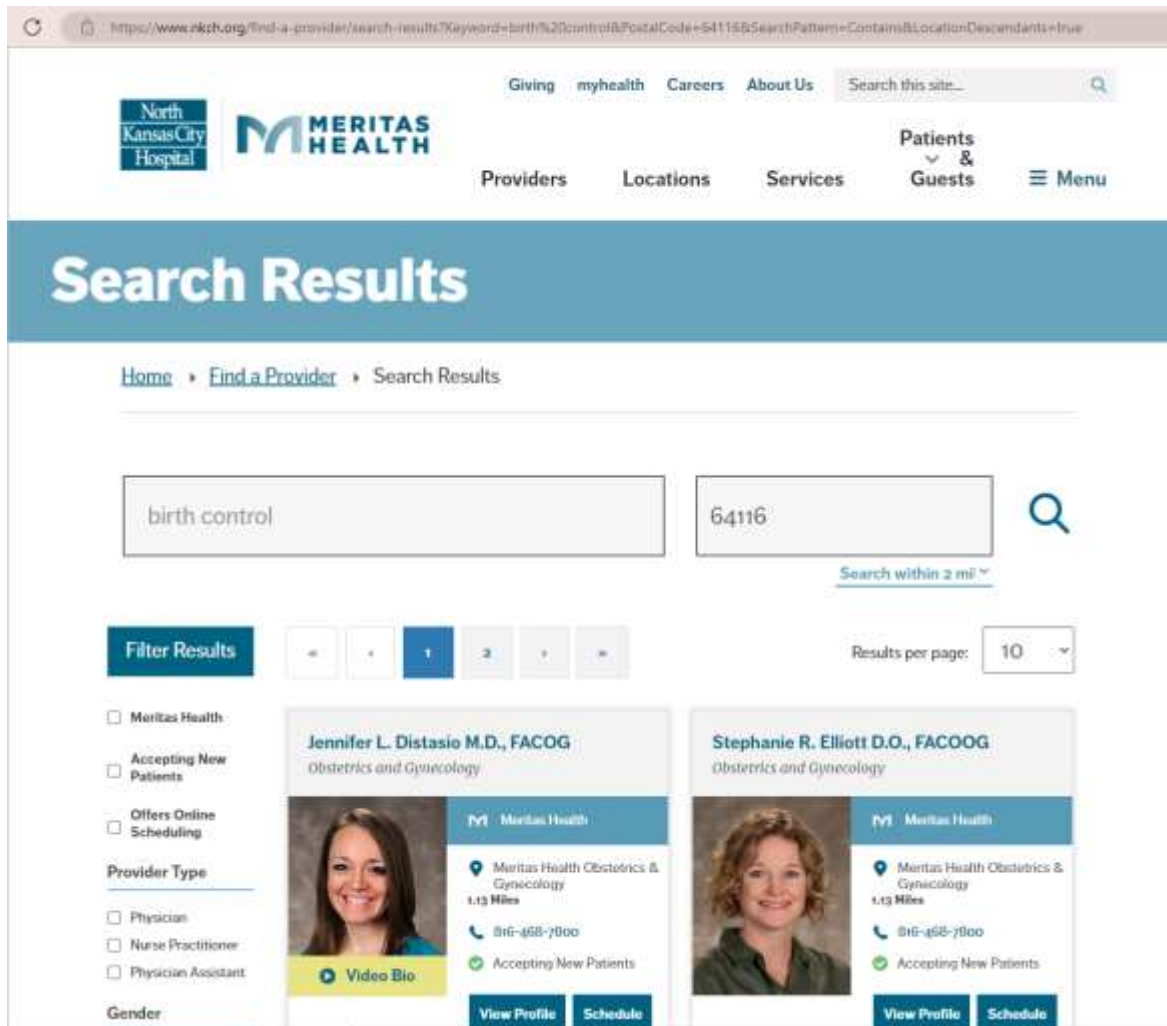 https://www.nkch.org/find-a-provider/search-results?Keyword=birth%20control&PostalCode=64116&SearchPattern=Contains&LocationDescendants=true
Giving myhealth Careers About Us Search this site...
North
Kansas City
Hospital
MERITAS
HEALTH
Providers Locations Services Patients & Guests ≡ Menu
Search Results
Home › Find a Provider › Search Results
birth control 64116
Search within 2 mi
Filter Results « ‹ 1 2 › » Results per page: 10
Meritas Health
Accepting New
Patients
Offers Online
Scheduling
Provider Type
Physician
Nurse Practitioner
Physician Assistant
Gender
Jennifer L. Distasio M.D., FACOG
Obstetrics and Gynecology
Meritas Health
Meritas Health Obstetrics &
Gynecology
1.13 Miles
816-468-7800
Accepting New Patients
Video Bio
View Profile Schedule
Stephanie R. Elliott D.O., FACOOG
Obstetrics and Gynecology
Meritas Health
Meritas Health Obstetrics &
Gynecology
1.13 Miles
816-468-7800
Accepting New Patients
View Profile Schedule